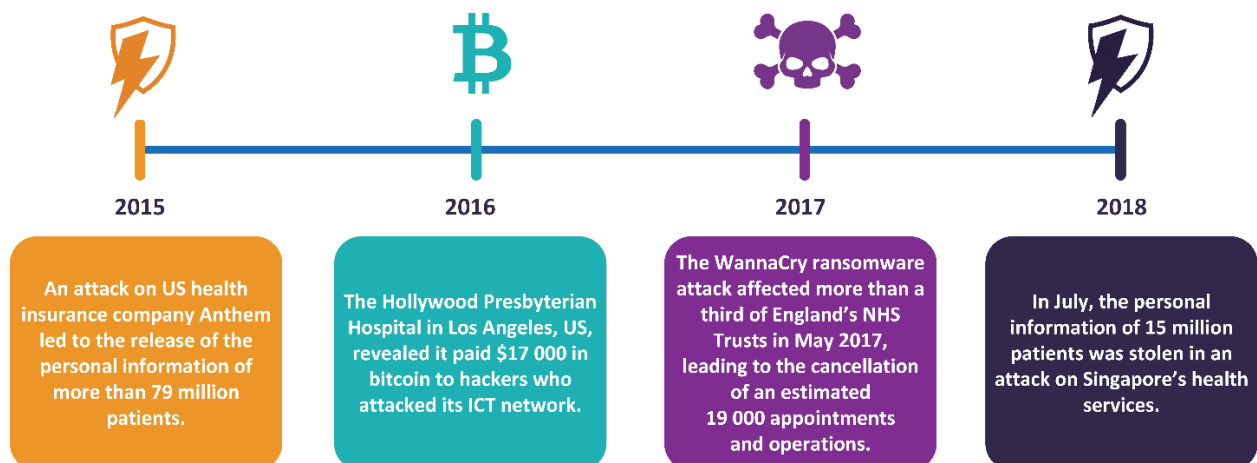 2015
2016
2017
2018
An attack on US health
insurance company Anthem
led to the release of the
personal information of
more than 79 million
patients.
The Hollywood Presbyterian
Hospital in Los Angeles, US,
revealed it paid $17 000 in
bitcoin to hackers who
attacked its ICT network.
The WannaCry ransomware
attack affected more than a
third of England’s NHS
Trusts in May 2017,
leading to the cancellation
of an estimated
19 000 appointments
and operations.
In July, the personal
information of 15 million
patients was stolen in an
attack on Singapore’s health
services.